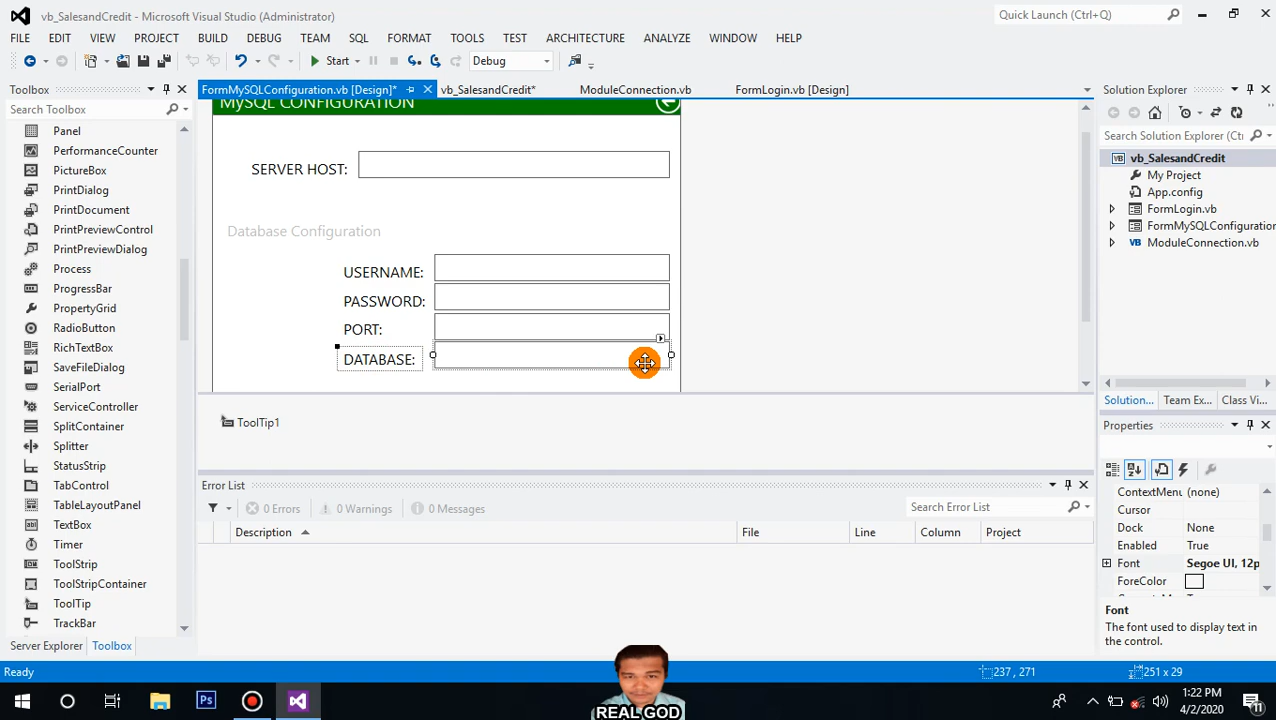 vb_SalesandCredit - Microsoft Visual Studio (Administrator)
Quick Launch (Ctrl+Q)
FILE EDIT VIEW PROJECT BUILD DEBUG TEAM SQL FORMAT TOOLS TEST ARCHITECTURE ANALYZE WINDOW HELP
Start Debug
Toolbox
FormMySQLConfiguration.vb [Design]* vb_SalesandCredit* ModuleConnection.vb FormLogin.vb [Design]
Solution Explorer
Search Toolbox
MySQL CONFIGURATION
Search Solution Explorer (Ctrl
Panel
PerformanceCounter
PictureBox
PrintDialog
PrintDocument
PrintPreviewControl
PrintPreviewDialog
Process
ProgressBar
PropertyGrid
RadioButton
RichTextBox
SaveFileDialog
SerialPort
ServiceController
SplitContainer
Splitter
StatusStrip
TabControl
TableLayoutPanel
TextBox
Timer
ToolStrip
ToolStripContainer
ToolTip
TrackBar
Server Explorer Toolbox
SERVER HOST:
Database Configuration
USERNAME:
PASSWORD:
PORT:
DATABASE:
ToolTip1
Error List
0 Errors 0 Warnings 0 Messages
Search Error List
Description File Line Column Project
vb_SalesandCredit
My Project
App.config
FormLogin.vb
FormMySQLConfiguration
ModuleConnection.vb
Solution... Team Ex... Class Vi...
Properties
ContextMenu (none)
Cursor
Dock None
Enabled True
Font Segoe UI, 12p
ForeColor
Font
The font used to display text in
the control.
Ready
237 , 271
251 x 29
Ps
REAL GOD
1:22 PM
4/2/2020
11